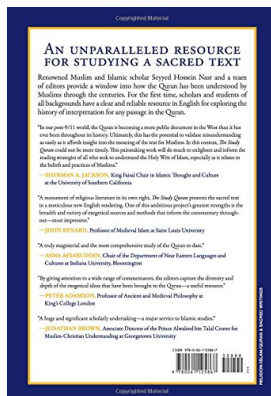 AN UNPARALLELED RESOURCE
FOR STUDYING A SACRED TEXT
Renowned Muslim and Islamic scholar Seyyed Hossein Nasr and a team
of editors provide a window into how the Quran has been understood by
Muslims through the centuries. For the first time, scholars and students of
all backgrounds have a clear and reliable resource in English for exploring the
history of interpretation for any passage in the Quran.
"In our post-9/11 world, the Quran is becoming a more public document in the West than it has
ever been throughout its history. Ultimately, this has the potential to validate misunderstanding
as easily as it affords insight into the meaning of the text for Muslims. In this context, The Study
Quran could not be more timely. This painstaking work will do much to enlighten and inform the
reading strategies of all who seek to understand the Holy Writ of Islam, especially as it relates to
the beliefs and practices of Muslims."
—SHERMAN A. JACKSON, King Faisal Chair in Islamic Thought and Culture
at the University of Southern California
"A monument of religious literature in its own right, The Study Quran presents the sacred text
in a meticulous new English rendering. One of this ambitious project's greatest strengths is the
breadth and variety of exegetical sources and methods that inform the commentary through-
out—most impressive."
—JOHN RENARD, Professor of Medieval Islam at Saint Louis University
"A truly magisterial and the most comprehensive study of the Quran to date."
—ASMA AFSARUDDIN, Chair of the Department of Near Eastern Languages and
Cultures at Indiana University, Bloomington
"By giving attention to a wide range of commentators, the editors capture the diversity and
depth of the exegetical ideas that have been brought to the Quran—a useful resource."
—PETER ADAMSON, Professor of Ancient and Medieval Philosophy at
King's College London
"A huge and significant scholarly undertaking—a major service to Islamic studies."
—JONATHAN BROWN, Associate Director of the Prince Alwaleed bin Talal Center for
Muslim-Christian Understanding at Georgetown University
ISBN 978-0-06-112586-7
9 780061 125867
RELIGION/ISLAM/QURAN & SACRED WRITINGS